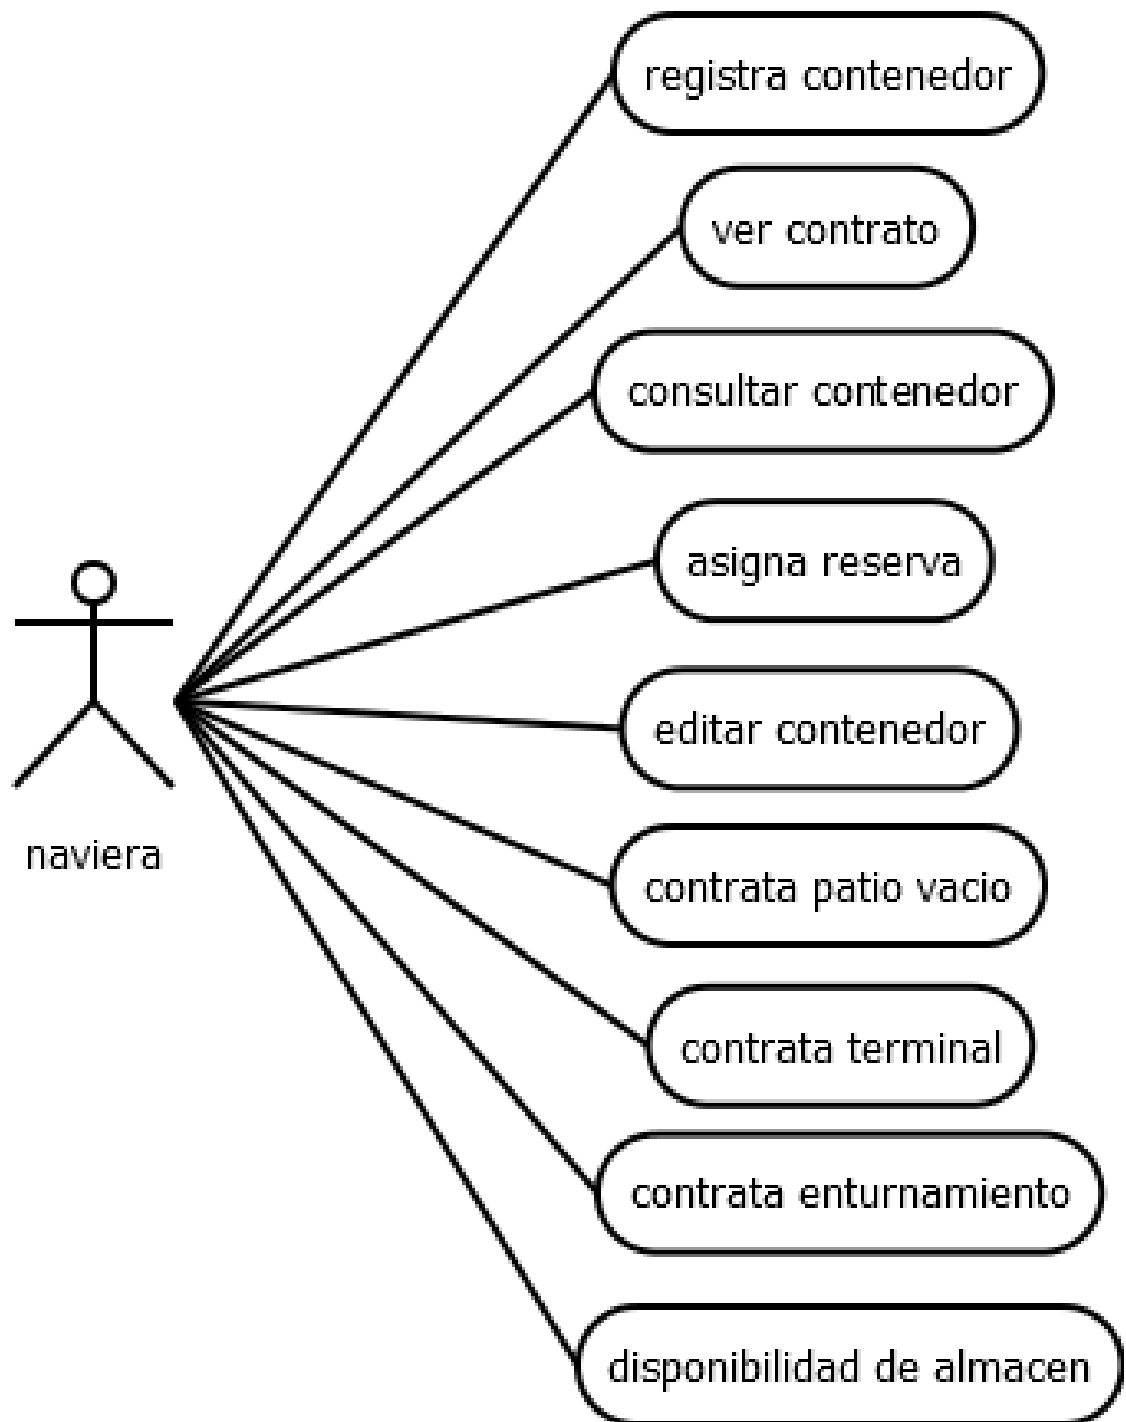 registra contenedor
ver contrato
consultar contenedor
asigna reserva
editar contenedor
naviera
contrata patio vacio
contrata terminal
contrata enturnamiento
disponibilidad de almacen